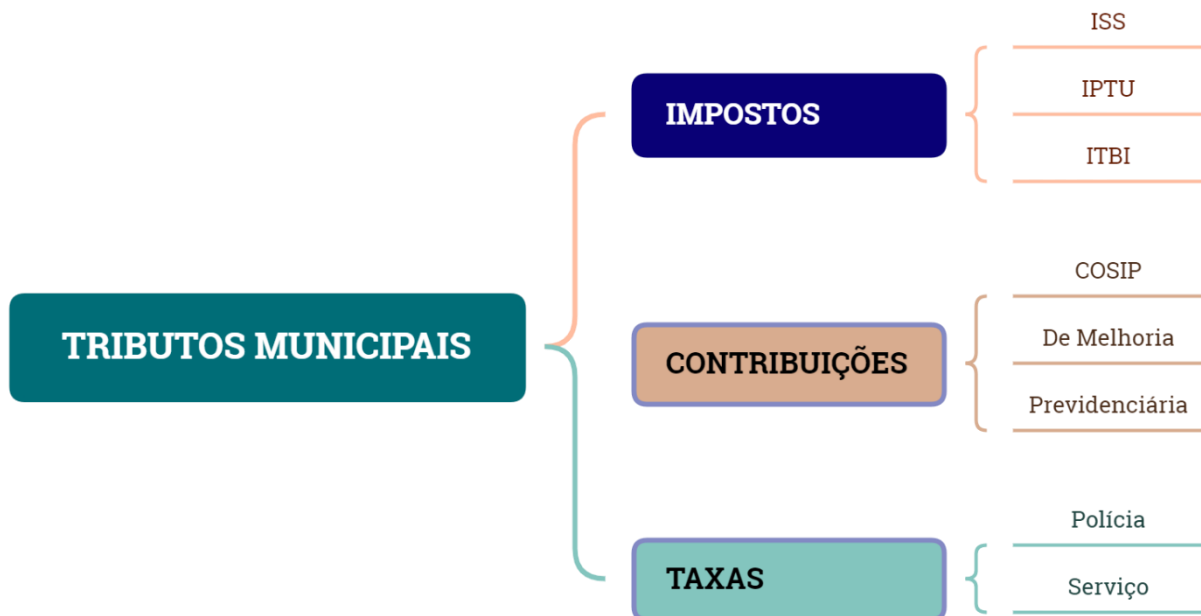 TRIBUTOS MUNICIPAIS
IMPOSTOS
ISS
IPTU
ITBI
CONTRIBUIÇÕES
COSIP
De Melhoria
Previdenciária
TAXAS
Polícia
Serviço